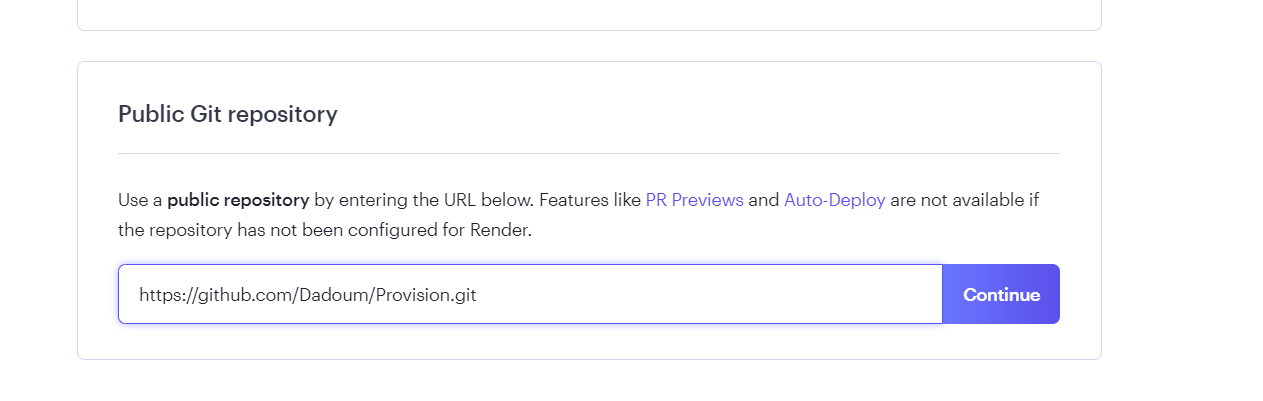 Public Git repository
Use a public repository by entering the URL below. Features like PR Previews and Auto-Deploy are not available if
the repository has not been configured for Render.
https://github.com/Dadoum/Provision.git
Continue